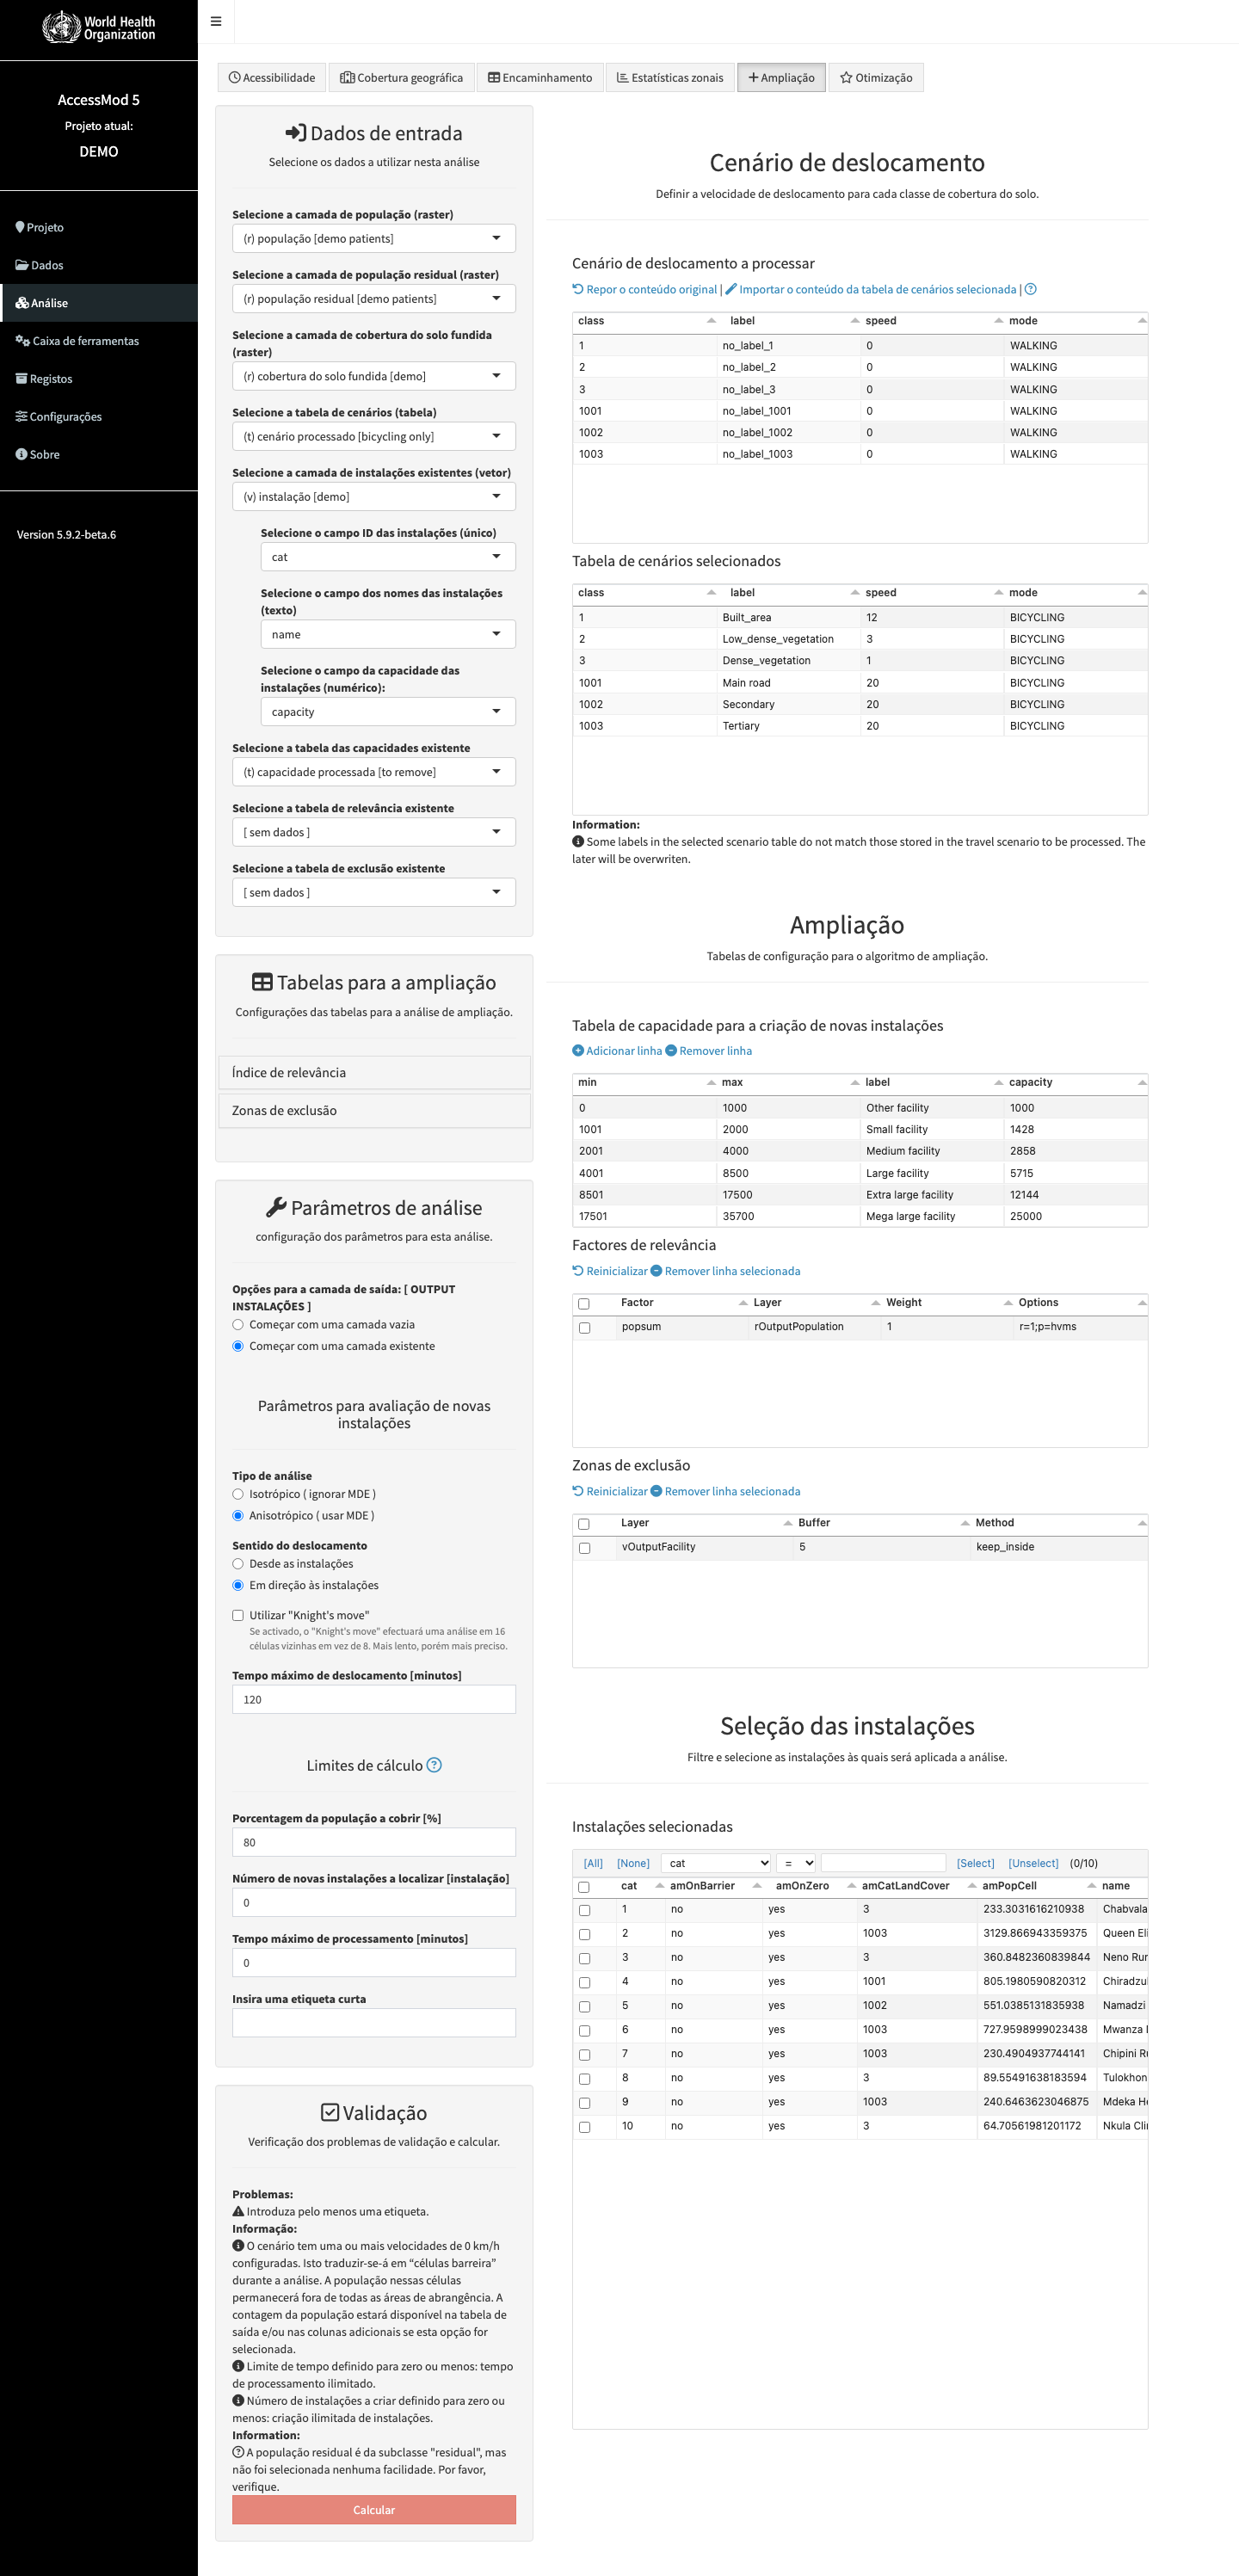 World Health
Organization
AccessMod 5
Projeto atual:
DEMO
Projeto
Dados
Análise
Caixa de ferramentas
Registos
Configurações
Sobre
Version 5.9.2-beta.6
Acessibilidade
Cobertura geográfica
Encaminhamento
Estatísticas zonais
Ampliação
Otimização
Dados de entrada
Selecione os dados a utilizar nesta análise
Selecione a camada de população (raster)
(r) população [demo patients]
Selecione a camada de população residual (raster)
(r) população residual [demo patients]
Selecione a camada de cobertura do solo fundida
(raster)
(r) cobertura do solo fundida [demo]
Selecione a tabela de cenários (tabela)
(t) cenário processado [bicycling only]
Selecione a camada de instalações existentes (vetor)
(v) instalação [demo]
Selecione o campo ID das instalações (único)
cat
Selecione o campo dos nomes das instalações
(texto)
name
Selecione o campo da capacidade das
instalações (numérico):
capacity
Selecione a tabela das capacidades existente
(t) capacidade processada [to remove]
Selecione a tabela de relevância existente
[ sem dados ]
Selecione a tabela de exclusão existente
[ sem dados ]
Tabelas para a ampliação
Configurações das tabelas para a análise de ampliação.
Índice de relevância
Zonas de exclusão
Parâmetros de análise
configuração dos parâmetros para esta análise.
Opções para a camada de saída: [ OUTPUT
INSTALAÇÕES ]
Começar com uma camada vazia
Começar com uma camada existente
Parâmetros para avaliação de novas
instalações
Tipo de análise
Isotrópico ( ignorar MDE )
Anisotrópico ( usar MDE )
Sentido do deslocamento
Desde as instalações
Em direção às instalações
Utilizar "Knight's move"
Se activado, o "Knight's move" efectuará uma análise em 16
células vizinhas em vez de 8. Mais lento, porém mais preciso.
Tempo máximo de deslocamento [minutos]
120
Limites de cálculo
Porcentagem da população a cobrir [%]
80
Número de novas instalações a localizar [instalação]
0
Tempo máximo de processamento [minutos]
0
Insira uma etiqueta curta
Validação
Verificação dos problemas de validação e calcular.
Problemas:
Introduza pelo menos uma etiqueta.
Informação:
O cenário tem uma ou mais velocidades de 0 km/h
configuradas. Isto traduzir-se-á em “células barreira”
durante a análise. A população nessas células
permanecerá fora de todas as áreas de abrangência. A
contagem da população estará disponível na tabela de
saída e/ou nas colunas adicionais se esta opção for
selecionada.
Limite de tempo definido para zero ou menos: tempo
de processamento ilimitado.
Número de instalações a criar definido para zero ou
menos: criação ilimitada de instalações.
Information:
A população residual é da subclasse "residual", mas
não foi selecionada nenhuma facilidade. Por favor,
verifique.
Calcular
Cenário de deslocamento
Definir a velocidade de deslocamento para cada classe de cobertura do solo.
Cenário de deslocamento a processar
Repor o conteúdo original | Importar o conteúdo da tabela de cenários selecionada |
class label speed mode
1 no_label_1 0 WALKING
2 no_label_2 0 WALKING
3 no_label_3 0 WALKING
1001 no_label_1001 0 WALKING
1002 no_label_1002 0 WALKING
1003 no_label_1003 0 WALKING
Tabela de cenários selecionados
class label speed mode
1 Built_area 12 BICYCLING
2 Low_dense_vegetation 3 BICYCLING
3 Dense_vegetation 1 BICYCLING
1001 Main road 20 BICYCLING
1002 Secondary 20 BICYCLING
1003 Tertiary 20 BICYCLING
Information:
Some labels in the selected scenario table do not match those stored in the travel scenario to be processed. The
later will be overwriten.
Ampliação
Tabelas de configuração para o algoritmo de ampliação.
Tabela de capacidade para a criação de novas instalações
Adicionar linha Remover linha
min max label capacity
0 1000 Other facility 1000
1001 2000 Small facility 1428
2001 4000 Medium facility 2858
4001 8500 Large facility 5715
8501 17500 Extra large facility 12144
17501 35700 Mega large facility 25000
Factores de relevância
Reinicializar Remover linha selecionada
Factor Layer Weight Options
popsum rOutputPopulation 1 r=1;p=hvms
Zonas de exclusão
Reinicializar Remover linha selecionada
Layer Buffer Method
vOutputFacility 5 keep_inside
Seleção das instalações
Filtre e selecione as instalações às quais será aplicada a análise.
Instalações selecionadas
[All] [None] cat = [Select] [Unselect] (0/10)
cat amOnBarrier amOnZero amCatLandCover amPopCell name
1 no yes 3 233.3031616210938 Chabvala
2 no yes 1003 3129.866943359375 Queen Eli
3 no yes 3 360.8482360839844 Neno Rur
4 no yes 1001 805.1980590820312 Chiradzul
5 no yes 1002 551.0385131835938 Namadzi
6 no yes 1003 727.9598999023438 Mwanza
7 no yes 1003 230.4904937744141 Chipini Ru
8 no yes 3 89.55491638183594 Tulokhon
9 no yes 1003 240.6463623046875 Mdeka He
10 no yes 3 64.70561981201172 Nkula Clin